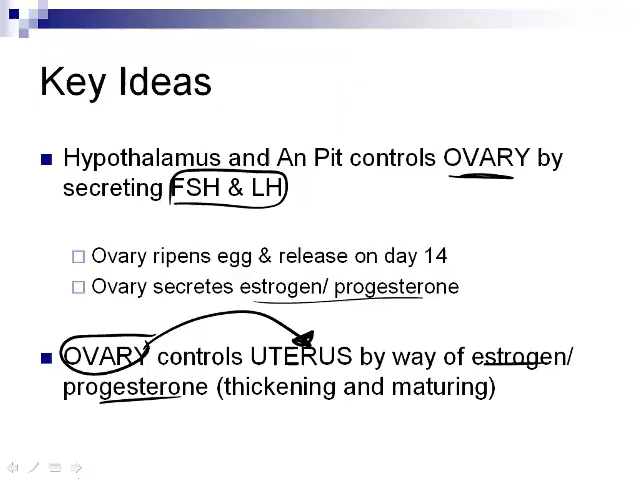 Key Ideas
Hypothalamus and An Pit controls OVARY by
secreting FSH & LH
Ovary ripens egg & release on day 14
Ovary secretes estrogen/ progesterone
OVARY controls UTERUS by way of estrogen/
progesterone (thickening and maturing)